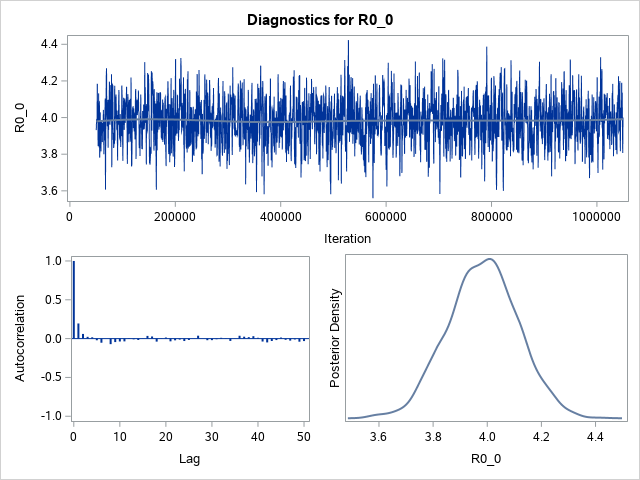 Diagnostics for R0_0
4.4
4.2
4.0
3.8
3.6
R0_0
0 200000 400000 600000 800000 1000000
Iteration
1.0
0.5
0.0
-0.5
-1.0
Autocorrelation
0 10 20 30 40 50
Lag
Posterior Density
3.6 3.8 4.0 4.2 4.4
R0_0